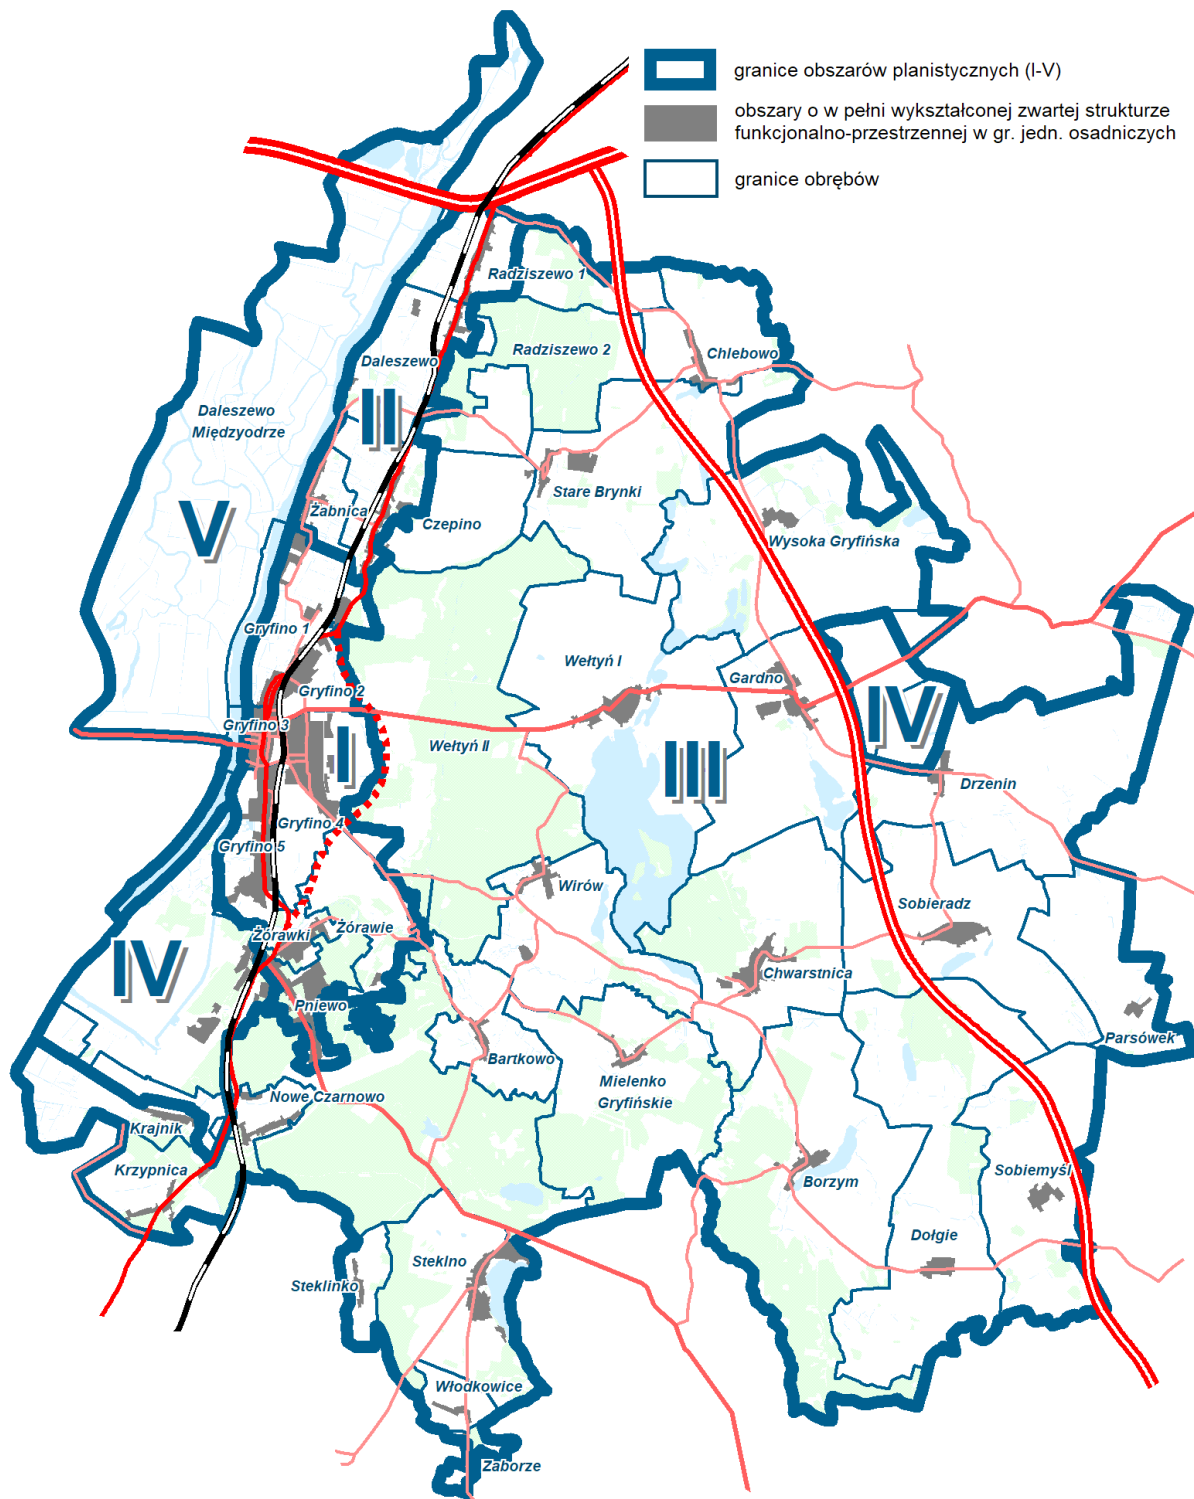 granice obszarów planistycznych (I-V)
obszary o w pełni wykształconej zwartej strukturze
funkcjonalno-przestrzennej w gr. jedn. osadniczych
granice obrębów
Radziszewo 1
Radziszewo 2
Chlebowo
Daleszewo
Daleszewo
Międzyodrze
II
Stare Brynki
V
Żabnica
Czepino
Wysoka Gryfińska
Gryfino 1
Wełtyń I
Gardno
Gryfino 2
Gryfino 3
IV
Wełtyń II
I
III
Drzenin
Gryfino 4
Gryfino 5
Wirów
Sobieradz
Żórawki
Żórawie
IV
Chwarstnica
Pniewo
Parsówek
Bartkowo
Mielenko
Gryfińskie
Nowe Czarnowo
Krajnik
Krzypnica
Sobiemyśl
Borzym
Dołgie
Steklno
Steklinko
Włodkowice
Zaborze